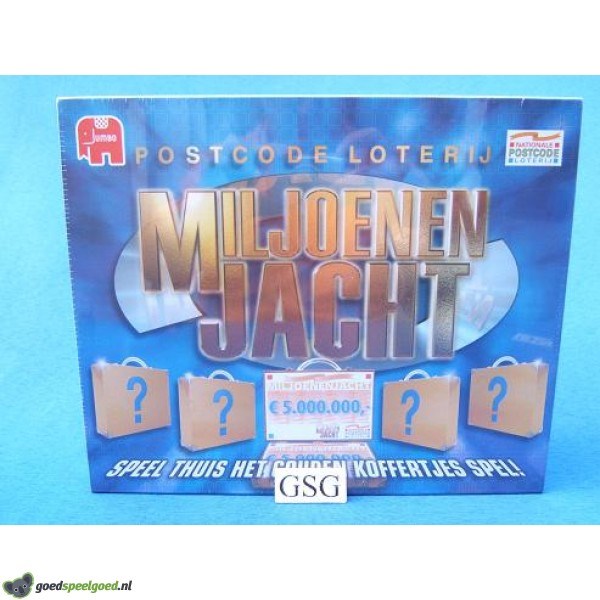 Jumbo
POSTCODE LOTERIJ
NATIONALE
POSTCODE
LOTERIJ
MILJOENEN
JACHT
?
?
MILJOENENJACHT
€ 5.000.000,-
?
?
SPEEL THUIS HET GOUDEN KOFFERTJES SPEL!
GSG
goedspeelgoed.nl